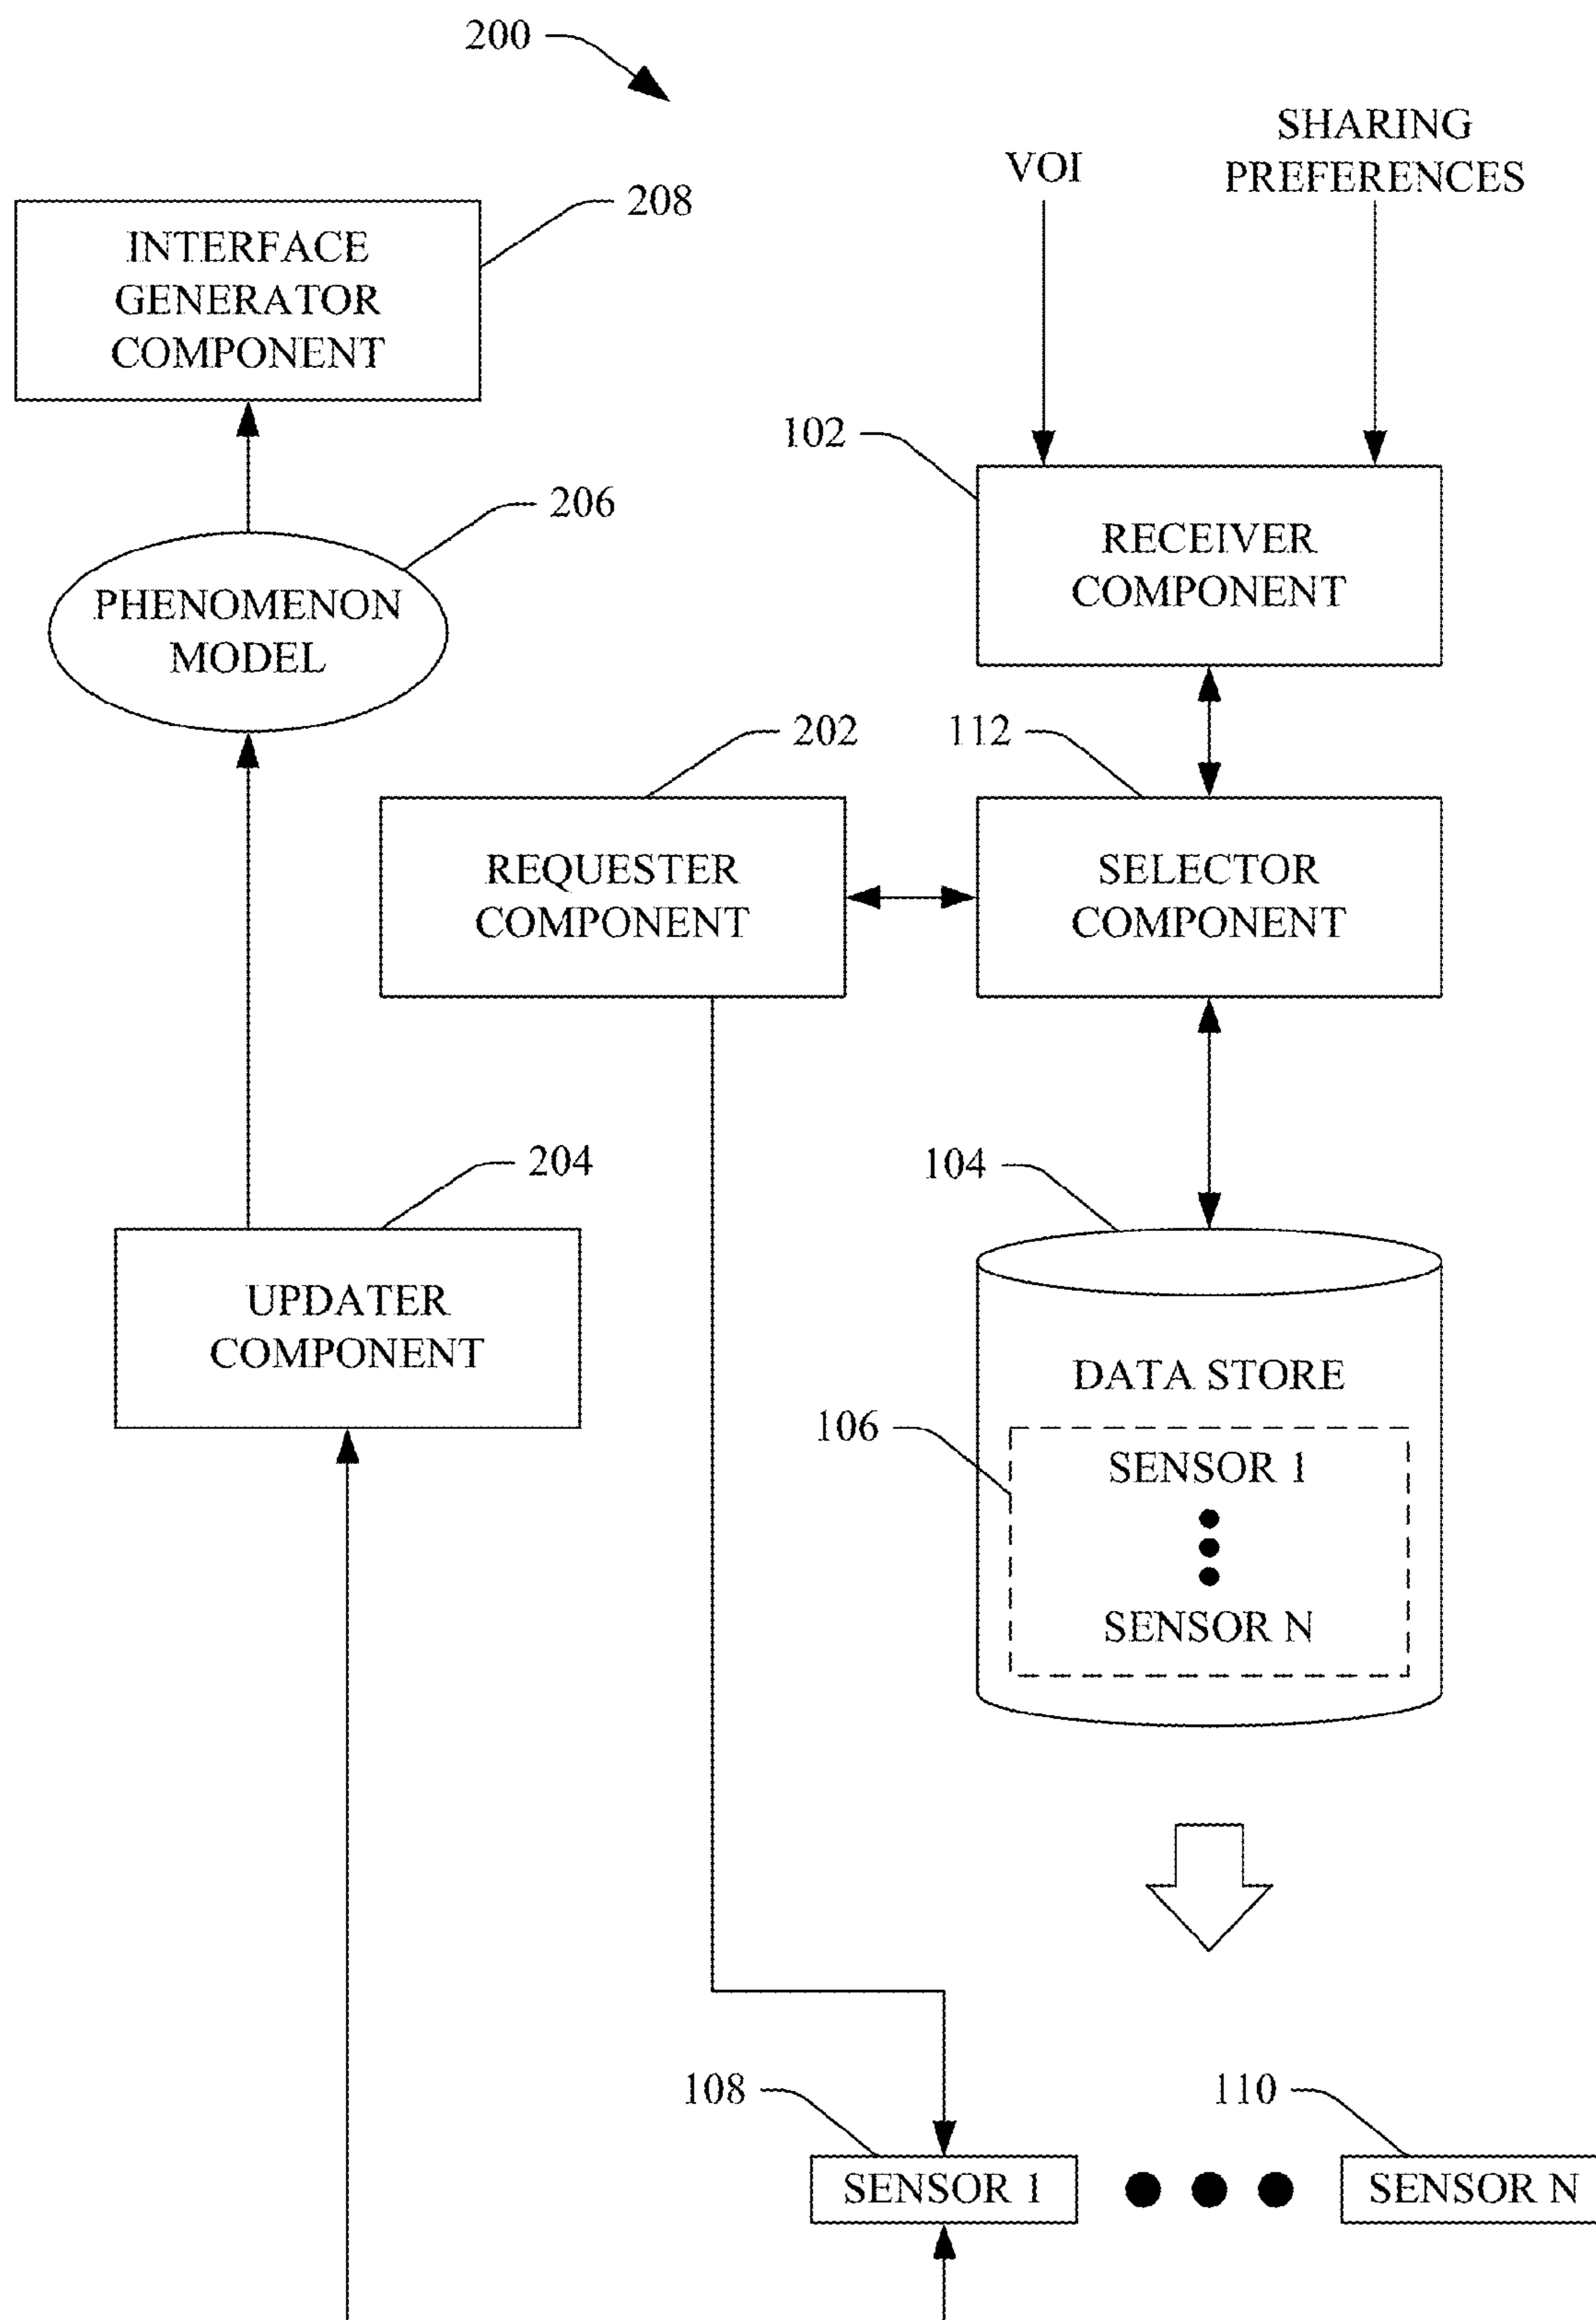 200
SHARING
PREFERENCES
VOI
208
INTERFACE
GENERATOR
COMPONENT
102
206
RECEIVER
COMPONENT
PHENOMENON
MODEL
202
112
REQUESTER
COMPONENT
SELECTOR
COMPONENT
204
104
UPDATER
COMPONENT
DATA STORE
106
SENSOR 1
SENSOR N
108
110
SENSOR 1
SENSOR N